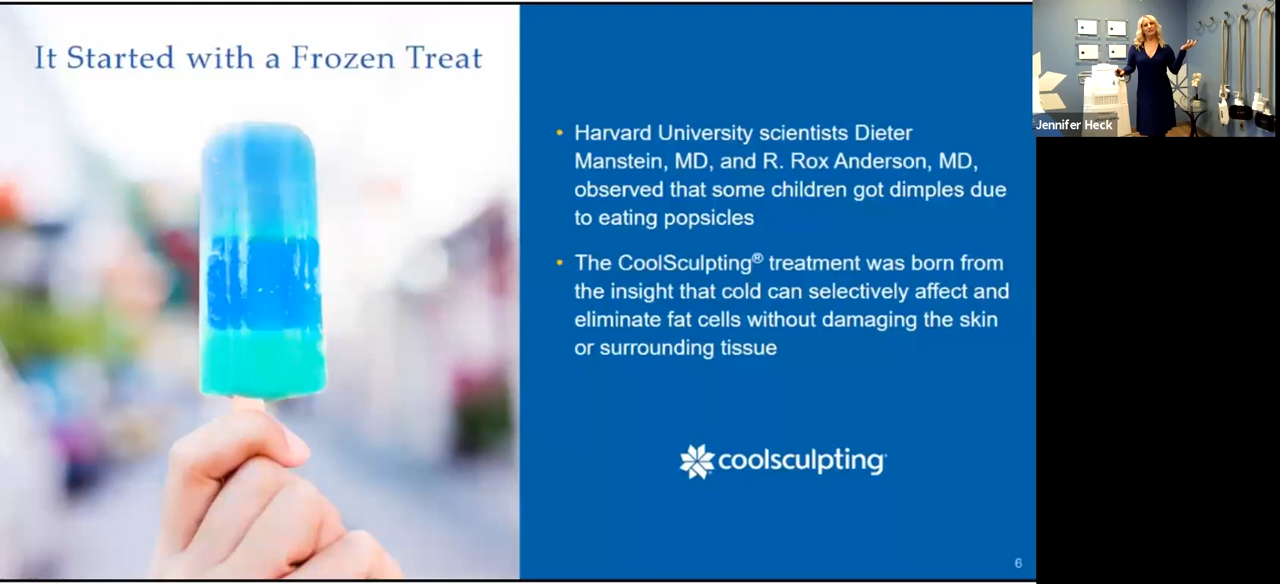 It Started with a Frozen Treat
• Harvard University scientists Dieter
Manstein, MD, and R. Rox Anderson, MD,
observed that some children got dimples due
to eating popsicles
• The CoolSculpting® treatment was born from
the insight that cold can selectively affect and
eliminate fat cells without damaging the skin
or surrounding tissue
coolsculpting
6
Jennifer Heck